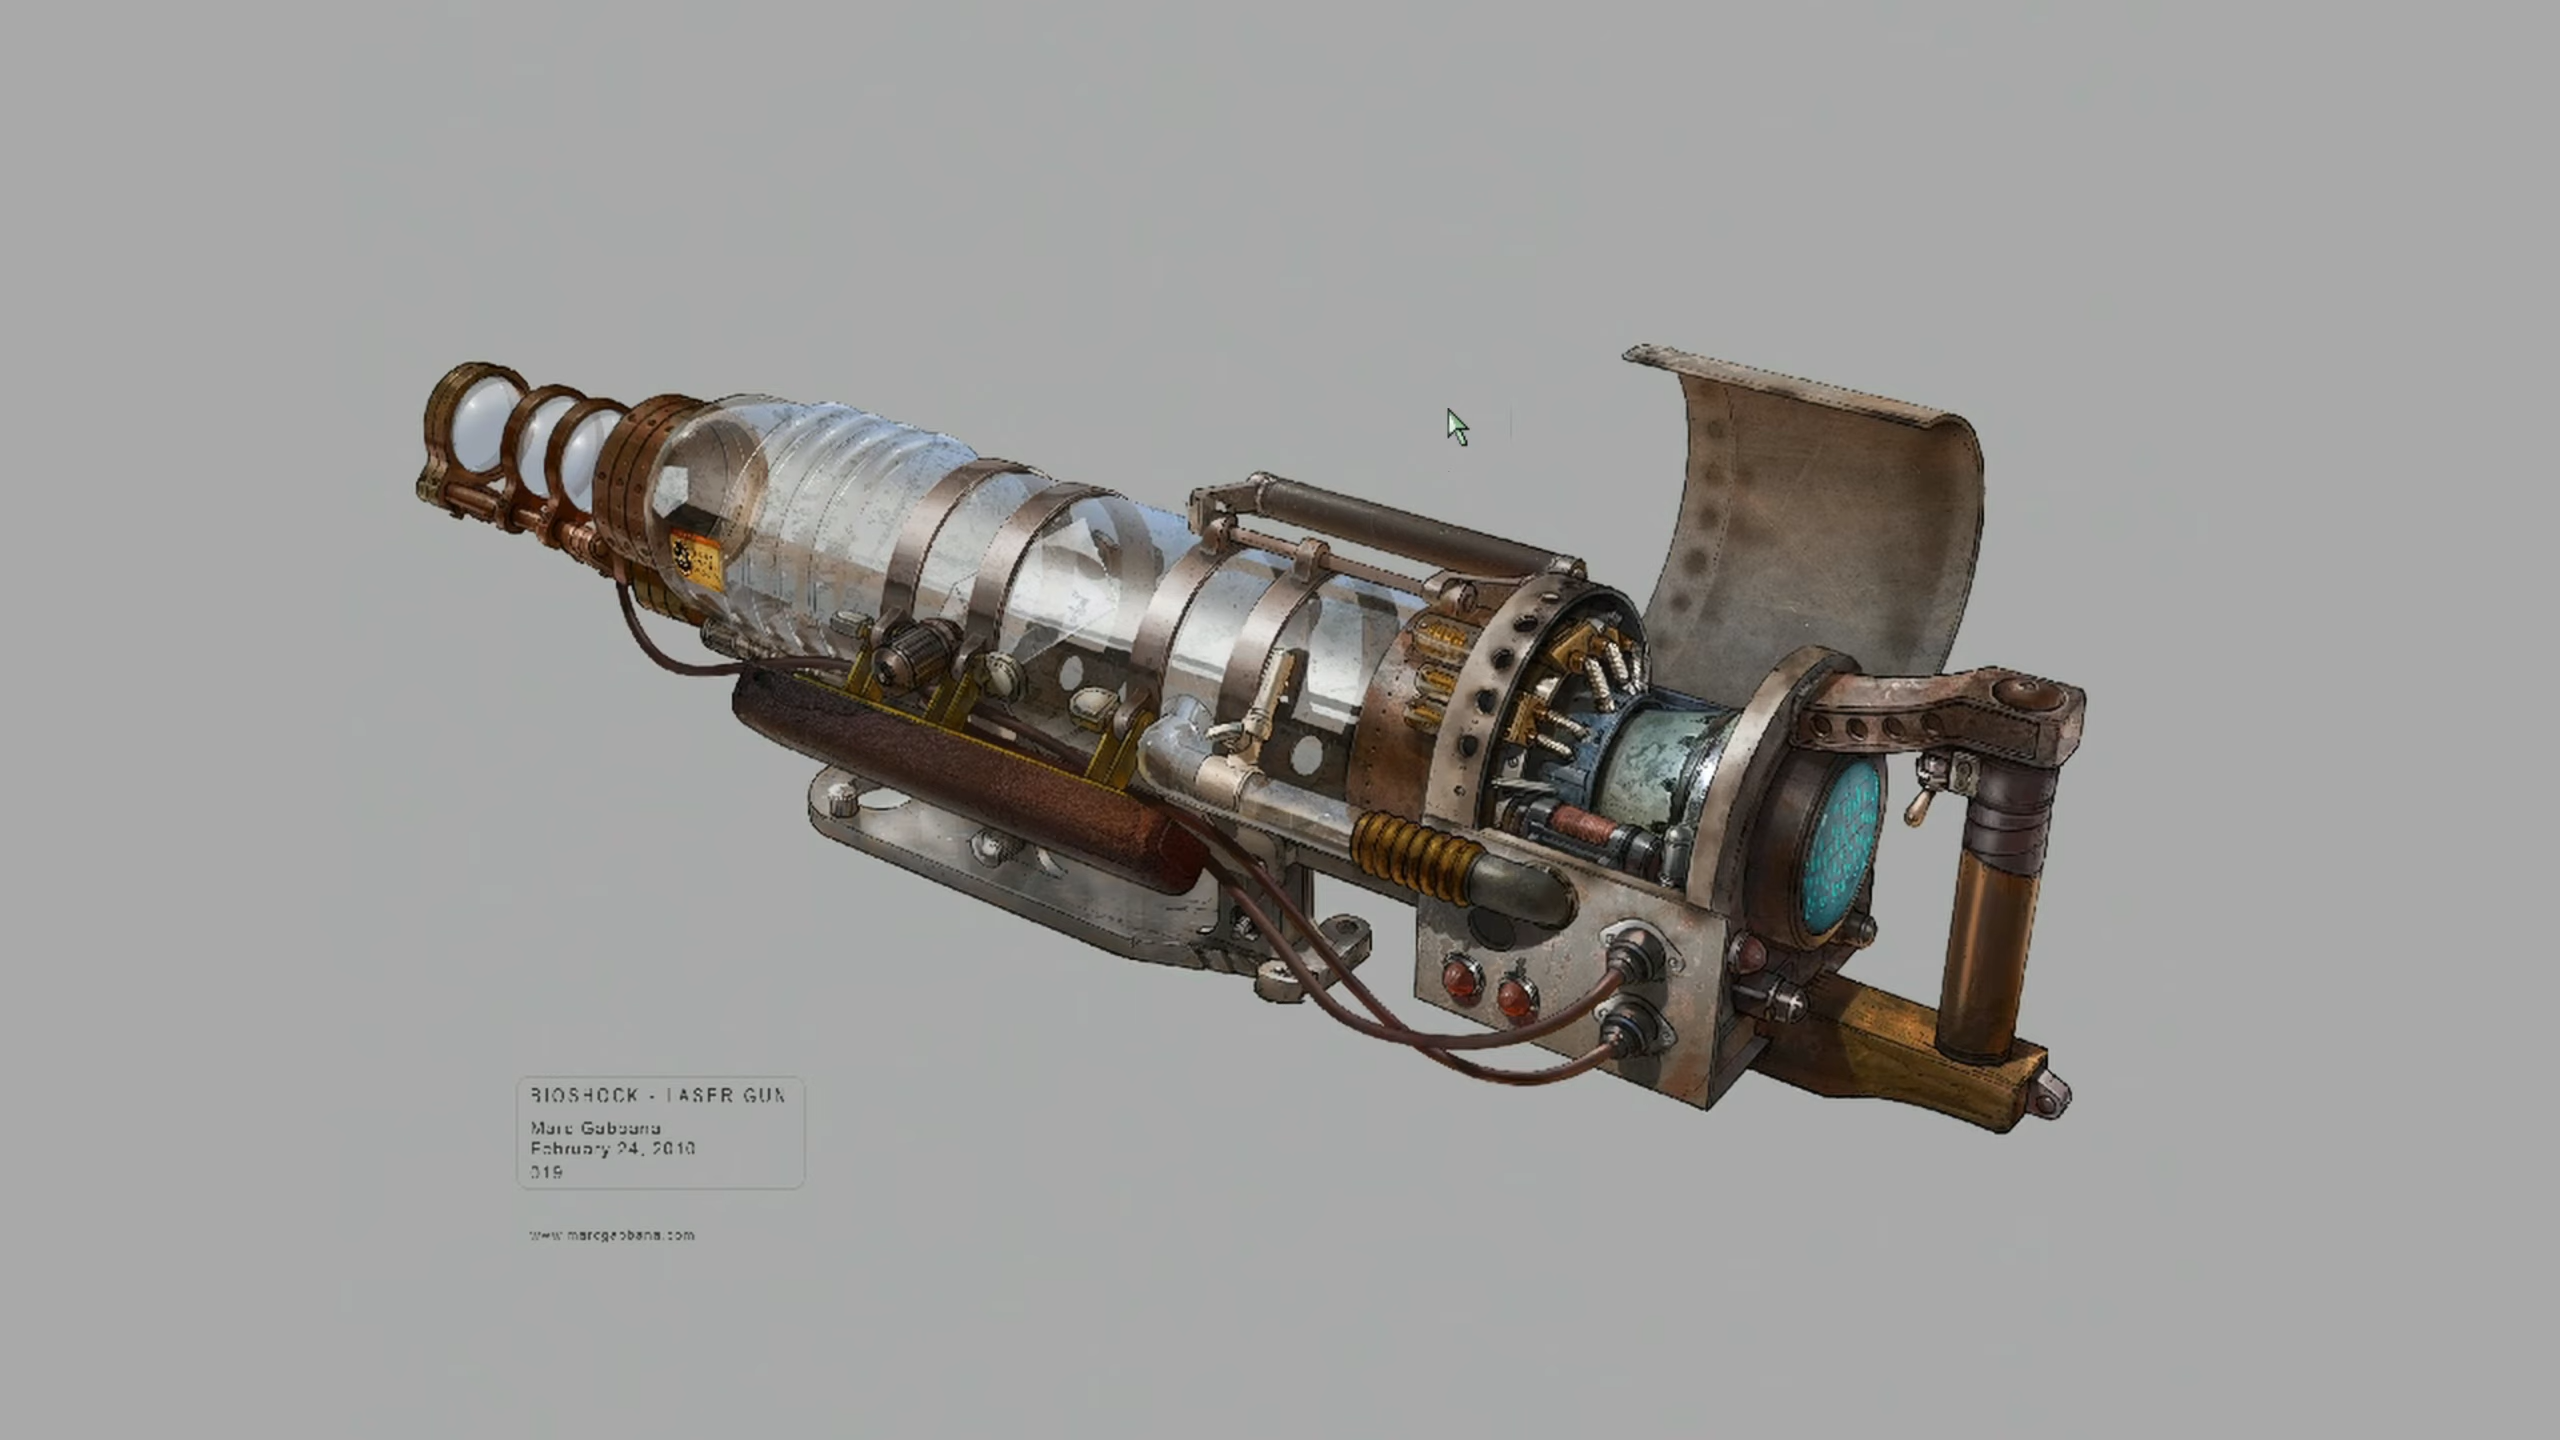 BIOSHOCK - LASER GUN
Marc Gabbana
February 24, 2010
019
www.marcgabbana.com